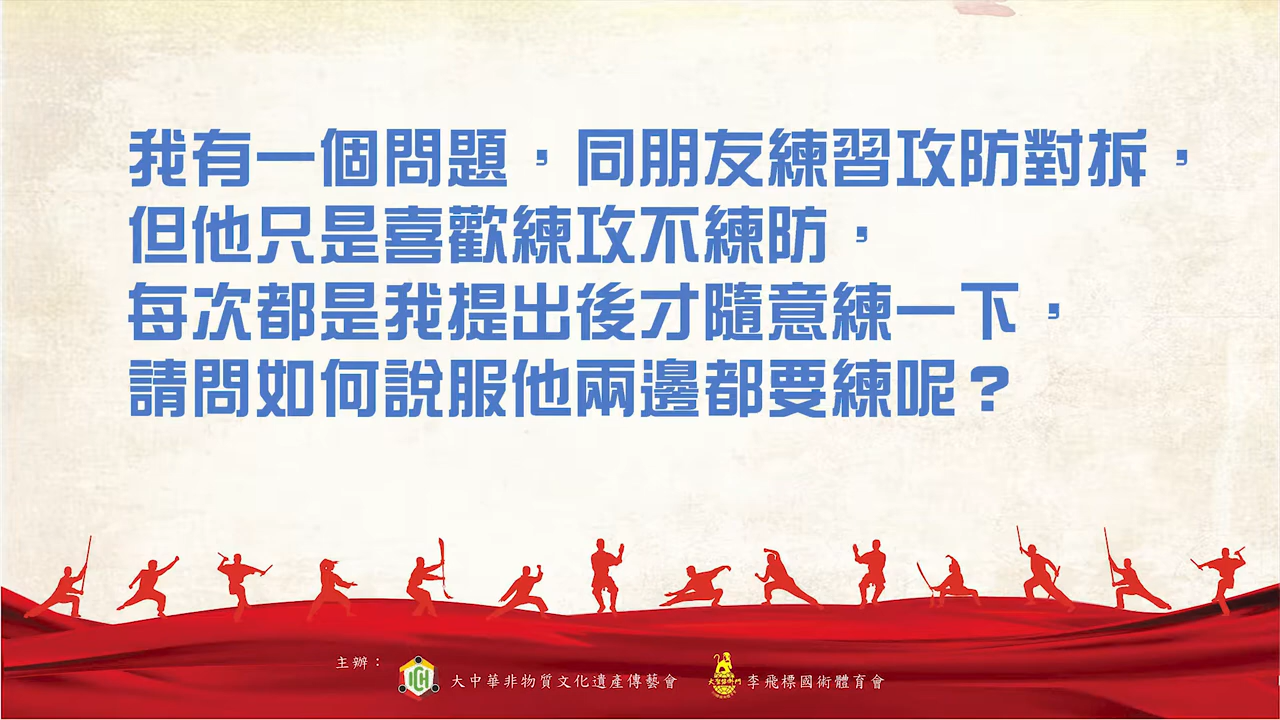 我有一個問題，同朋友練習攻防對拆，
但他只是喜歡練攻不練防，
每次都是我提出後才隨意練一下，
請問如何說服他兩邊都要練呢？
主辦：
ICH
大中華非物質文化遺產傳藝會
李飛標國術體育會